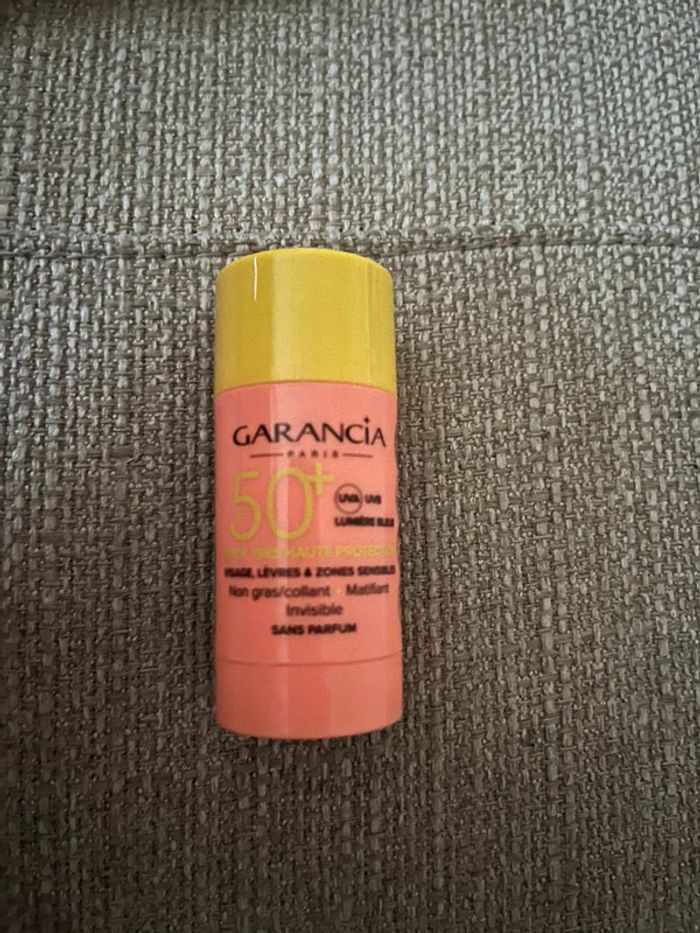 GARANCiA
PARIS
50+
UVA UVB
LUMIÈRE BLEUE
STICK TRÈS HAUTE PROTECTION
VISAGE, LÈVRES & ZONES SENSIBLES
Non gras/collant • Matifiant
Invisible
SANS PARFUM